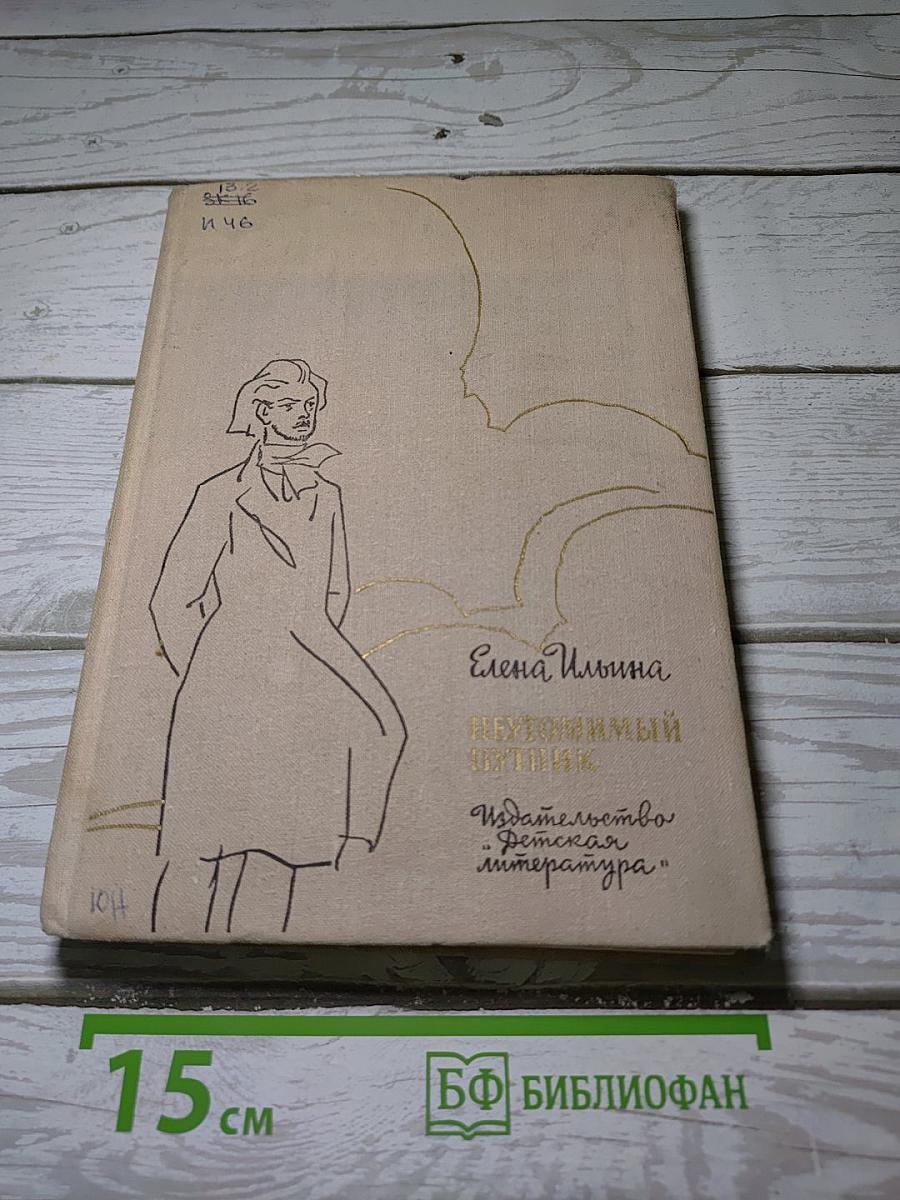 И 46
Елена Ильина
НЕУТОМИМЫЙ
ПУТНИК
Издательство
„Детская
литература"
ЮН
15 см
БФ БИБЛИОФАН